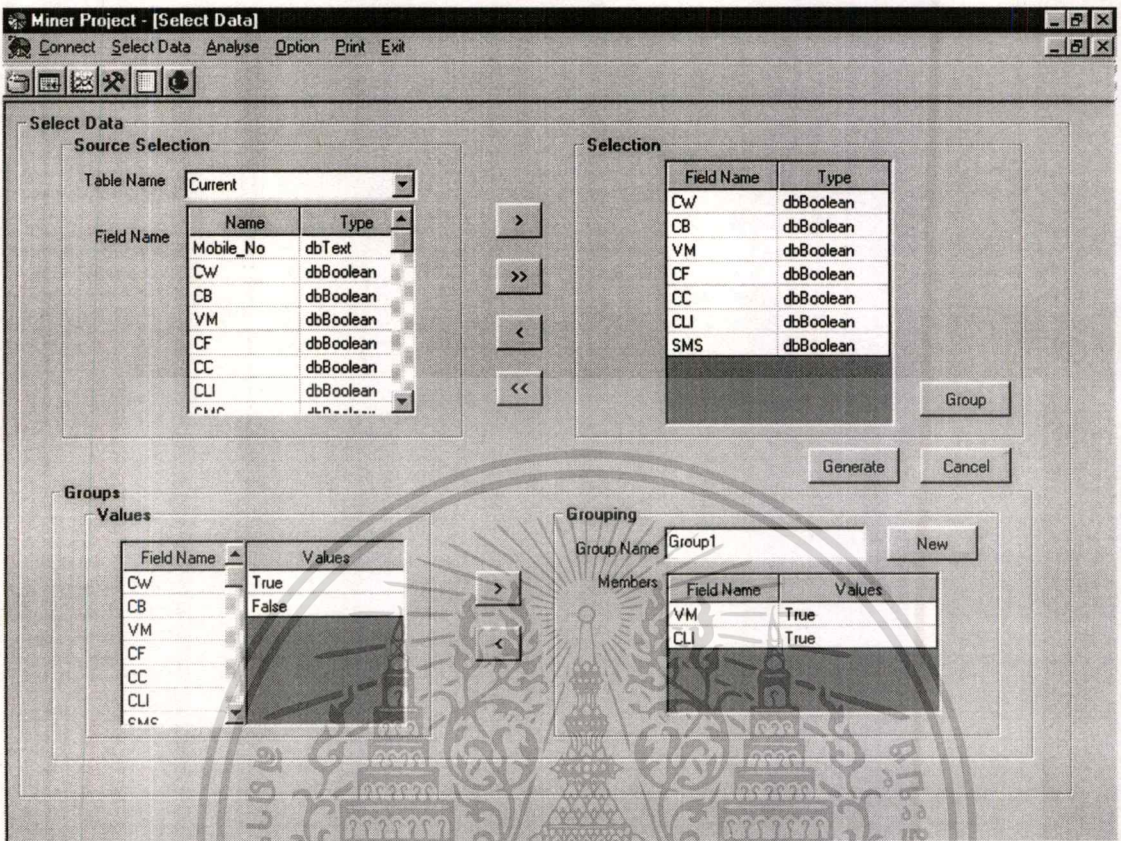 Miner Project - [Select Data]
Connect Select Data Analyse Option Print Exit
Select Data
Source Selection
Table Name Current
Field Name
Name Type
Mobile_No dbText
CW dbBoolean
CB dbBoolean
VM dbBoolean
CF dbBoolean
CC dbBoolean
CLI dbBoolean
SMS dbBoolean
>
>>
<
<<
Selection
Field Name Type
CW dbBoolean
CB dbBoolean
VM dbBoolean
CF dbBoolean
CC dbBoolean
CLI dbBoolean
SMS dbBoolean
Group
Generate Cancel
Groups
Values
Field Name Values
CW True
CB False
VM
CF
CC
CLI
SMS
>
<
Grouping
Group Name Group1 New
Members
Field Name Values
VM True
CLI True